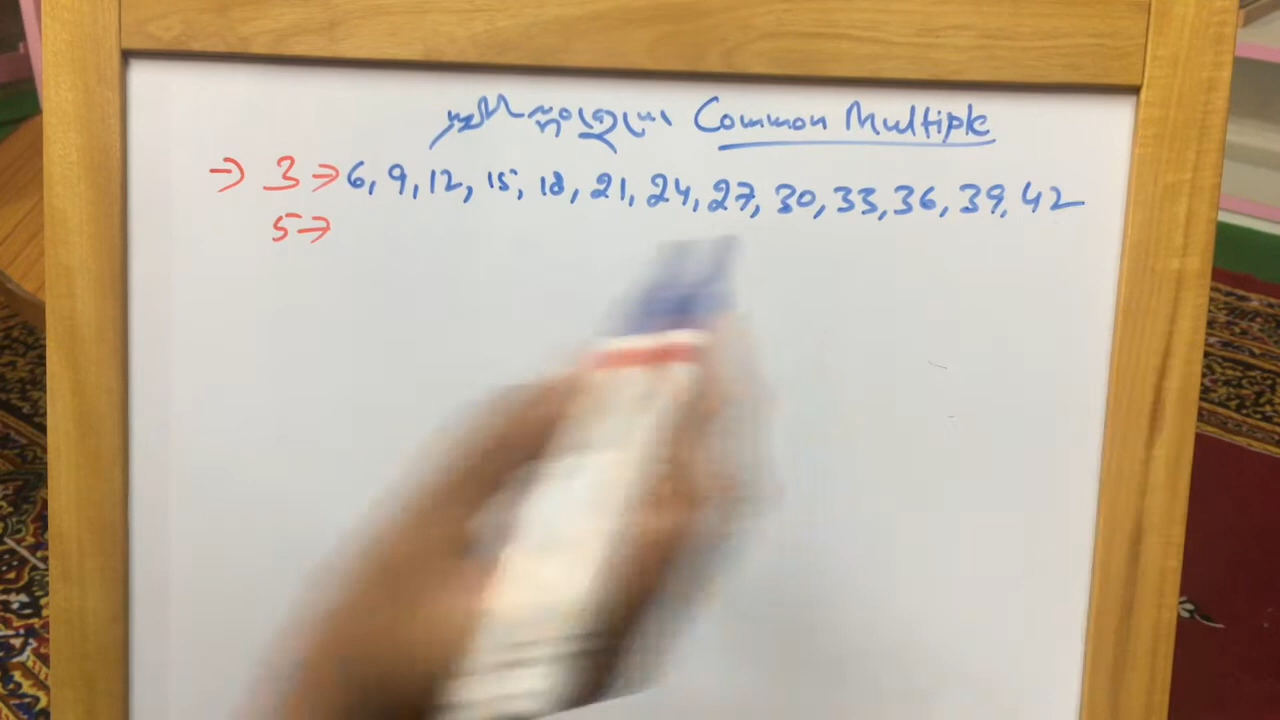 Common Multiple
→ 3 → 6, 9, 12, 15, 18, 21, 24, 27, 30, 33, 36, 39, 42
5 →